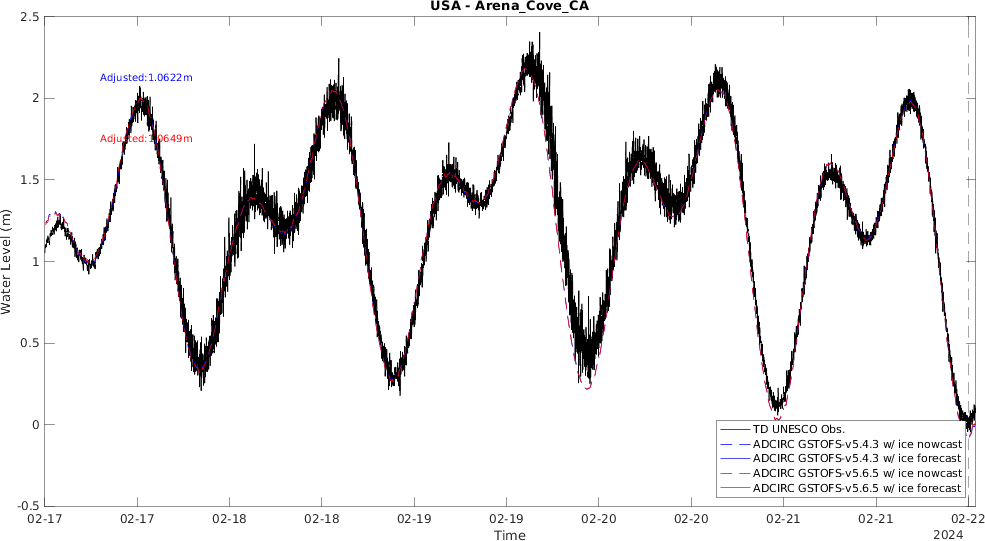 USA - Arena_Cove_CA
2.5
2
1.5
1
0.5
0
-0.5
Water Level (m)
Adjusted:1.0622m
Adjusted:1.0649m
TD UNESCO Obs.
ADCIRC GSTOFS-v5.4.3 w/ ice nowcast
ADCIRC GSTOFS-v5.4.3 w/ ice forecast
ADCIRC GSTOFS-v5.6.5 w/ ice nowcast
ADCIRC GSTOFS-v5.6.5 w/ ice forecast
02-17 02-17 02-18 02-18 02-19 02-19 02-20 02-20 02-21 02-21 02-22
Time
2024